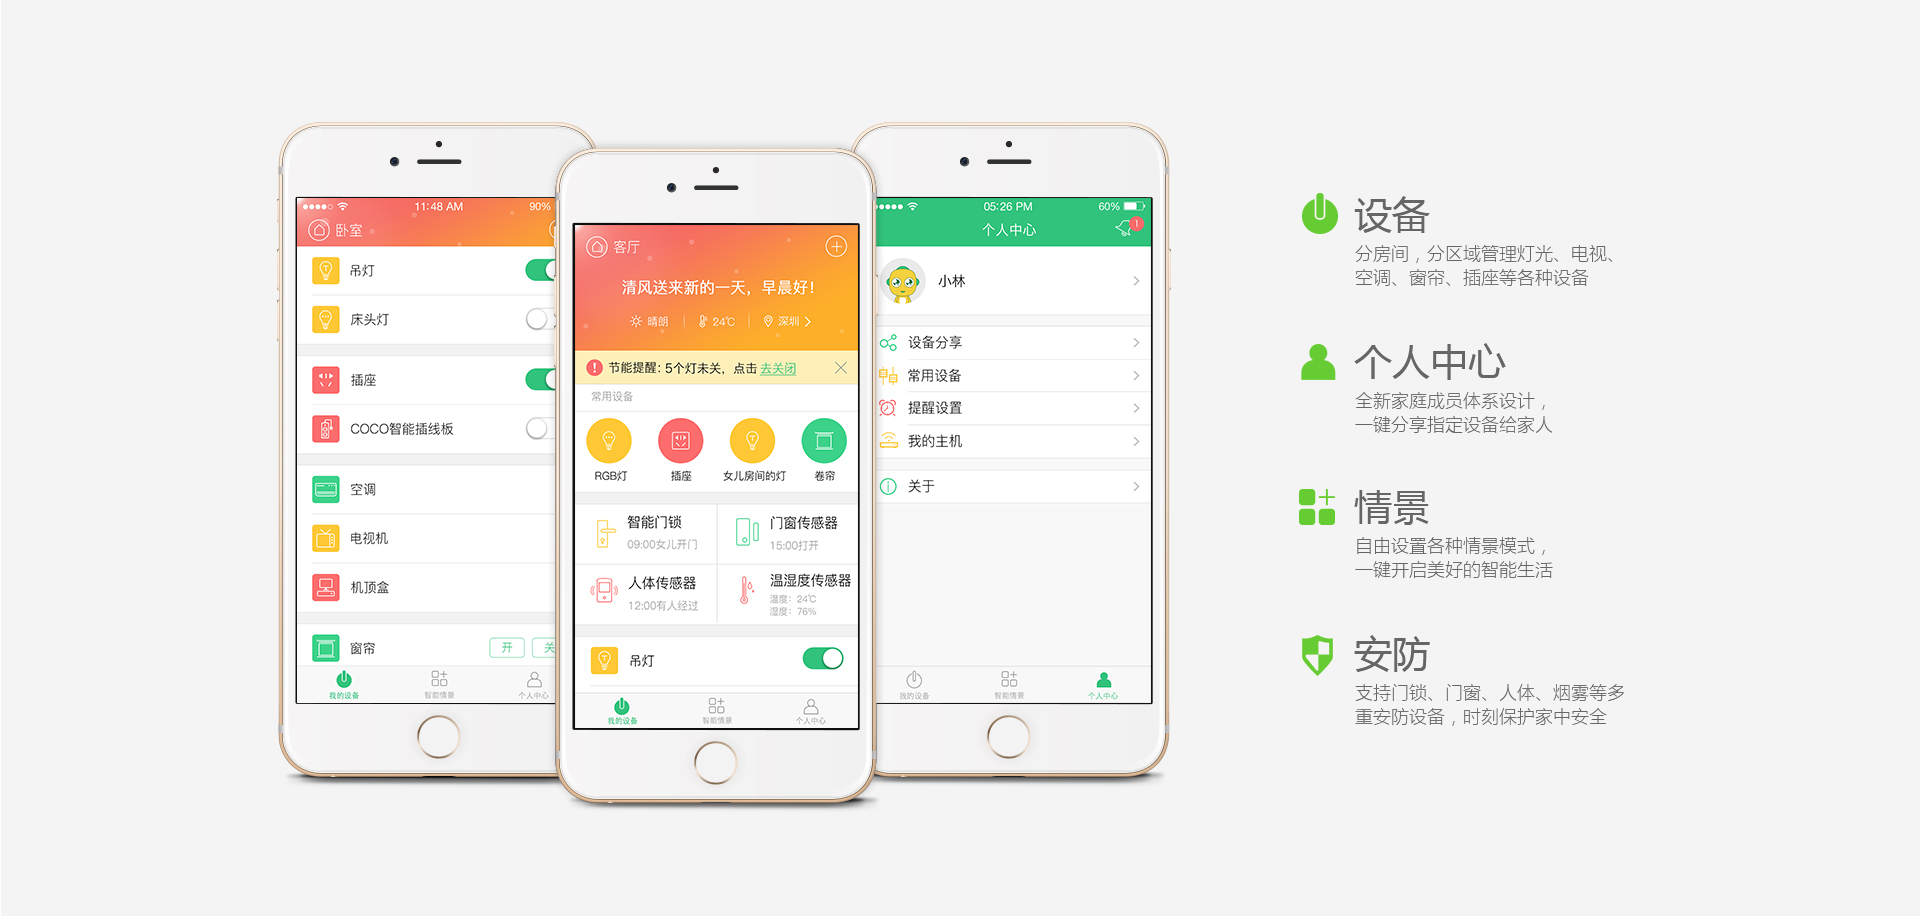 11:48 AM
90%
卧室
吊灯
床头灯
插座
COCO智能插线板
空调
电视机
机顶盒
窗帘
开
关
我的设备
智能情景
个人中心
客厅
清风送来新的一天，早晨好！
晴朗
24℃
深圳
节能提醒：5个灯未关，点击 去关闭
常用设备
RGB灯
插座
女儿房间的灯
卷帘
智能门锁
09:00女儿开门
门窗传感器
15:00打开
人体传感器
12:00有人经过
温湿度传感器
温度：24℃
湿度：76%
吊灯
我的设备
智能情景
个人中心
05:26 PM
60%
个人中心
1
小林
设备分享
常用设备
提醒设置
我的主机
关于
我的设备
智能情景
个人中心
设备
分房间，分区域管理灯光、电视、
空调、窗帘、插座等各种设备
个人中心
全新家庭成员体系设计，
一键分享指定设备给家人
情景
自由设置各种情景模式，
一键开启美好的智能生活
安防
支持门锁、门窗、人体、烟雾等多
重安防设备，时刻保护家中安全